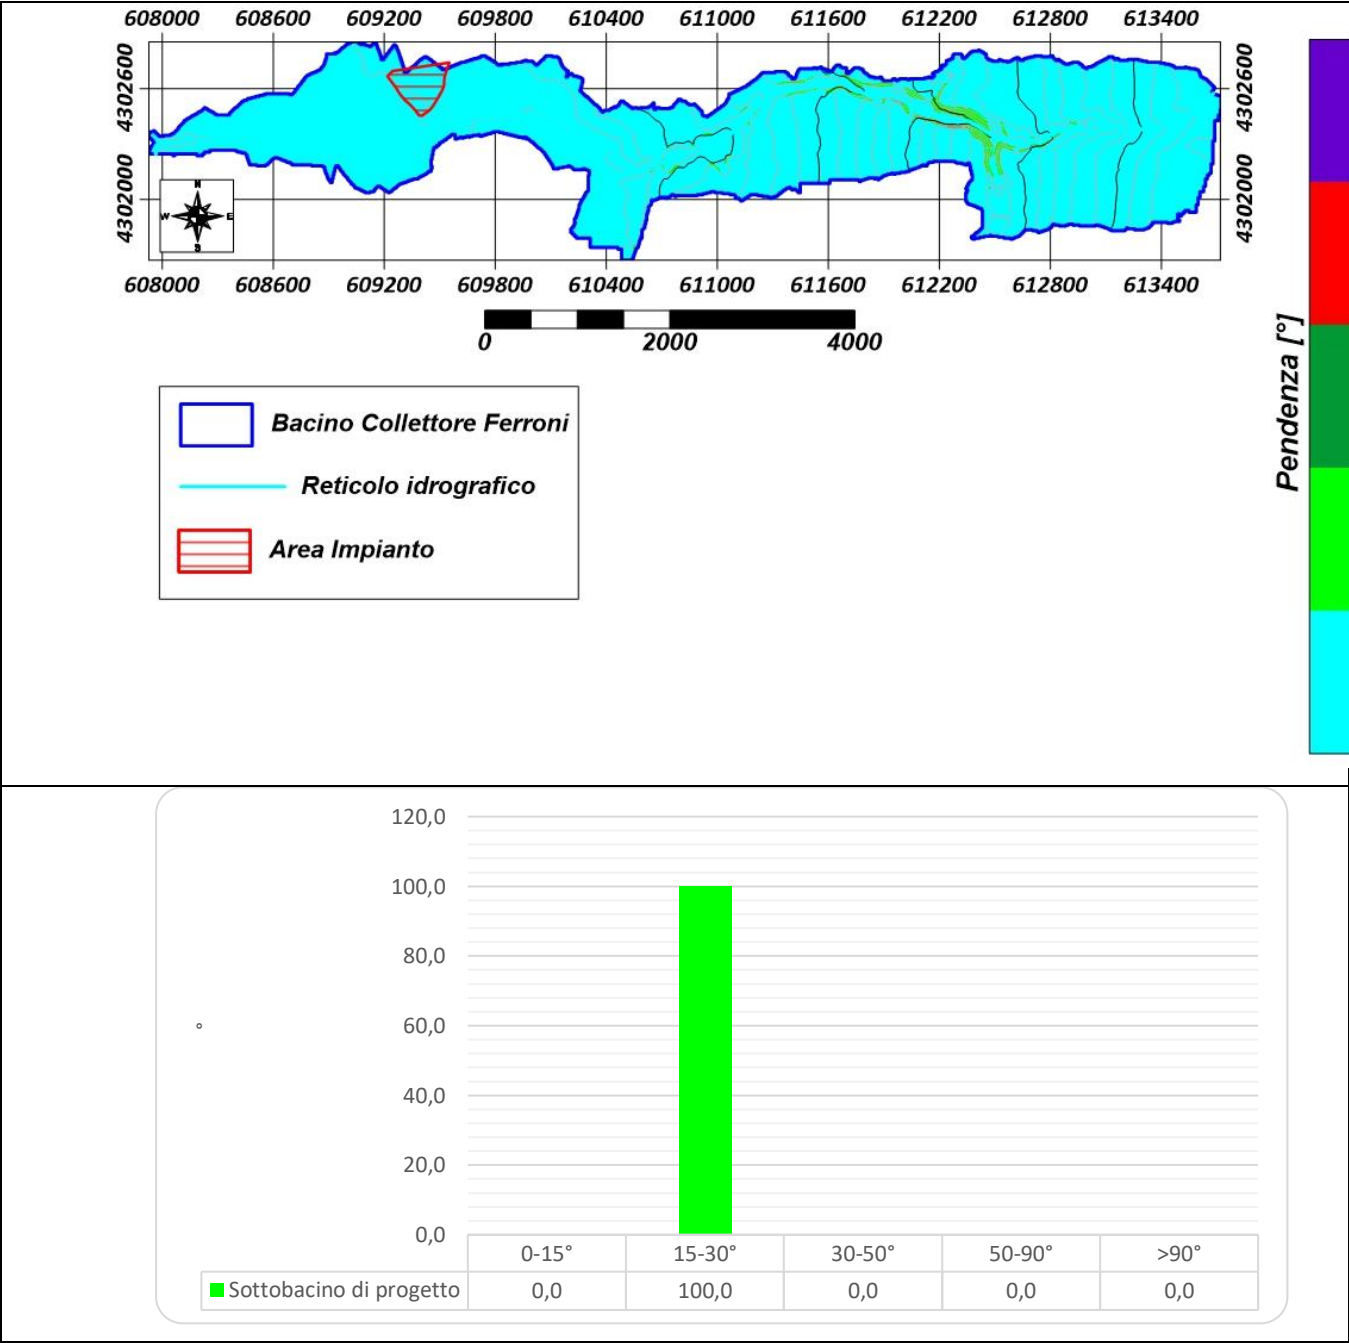 608000 608600 609200 609800 610400 611000 611600 612200 612800 613400
4302600 4302600
4302000 4302000
N
W E
S
608000 608600 609200 609800 610400 611000 611600 612200 612800 613400
0 2000 4000
Pendenza [°]
Bacino Collettore Ferroni
Reticolo idrografico
Area Impianto
120,0
100,0
80,0
° 60,0
40,0
20,0
0,0
0-15° 15-30° 30-50° 50-90° >90°
Sottobacino di progetto 0,0 100,0 0,0 0,0 0,0